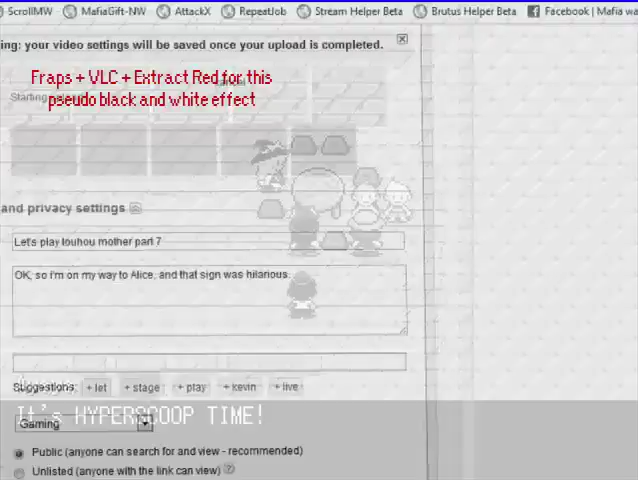 ScrollMW MafiaGift-NW AttackX RepeatJob Stream Helper Beta Brutus Helper Beta Facebook | Mafia wa
ing: your video settings will be saved once your upload is completed.
Fraps + VLC + Extract Red for this
pseudo black and white effect
Starting
and privacy settings
Let's play touhou mother part 7
OK, so i'm on my way to Alice, and that sign was hilarious.
Suggestions: + let + stage + play + kevin + live
It's HYPERSCOOP TIME!
Gaming
Public (anyone can search for and view - recommended)
Unlisted (anyone with the link can view) ?